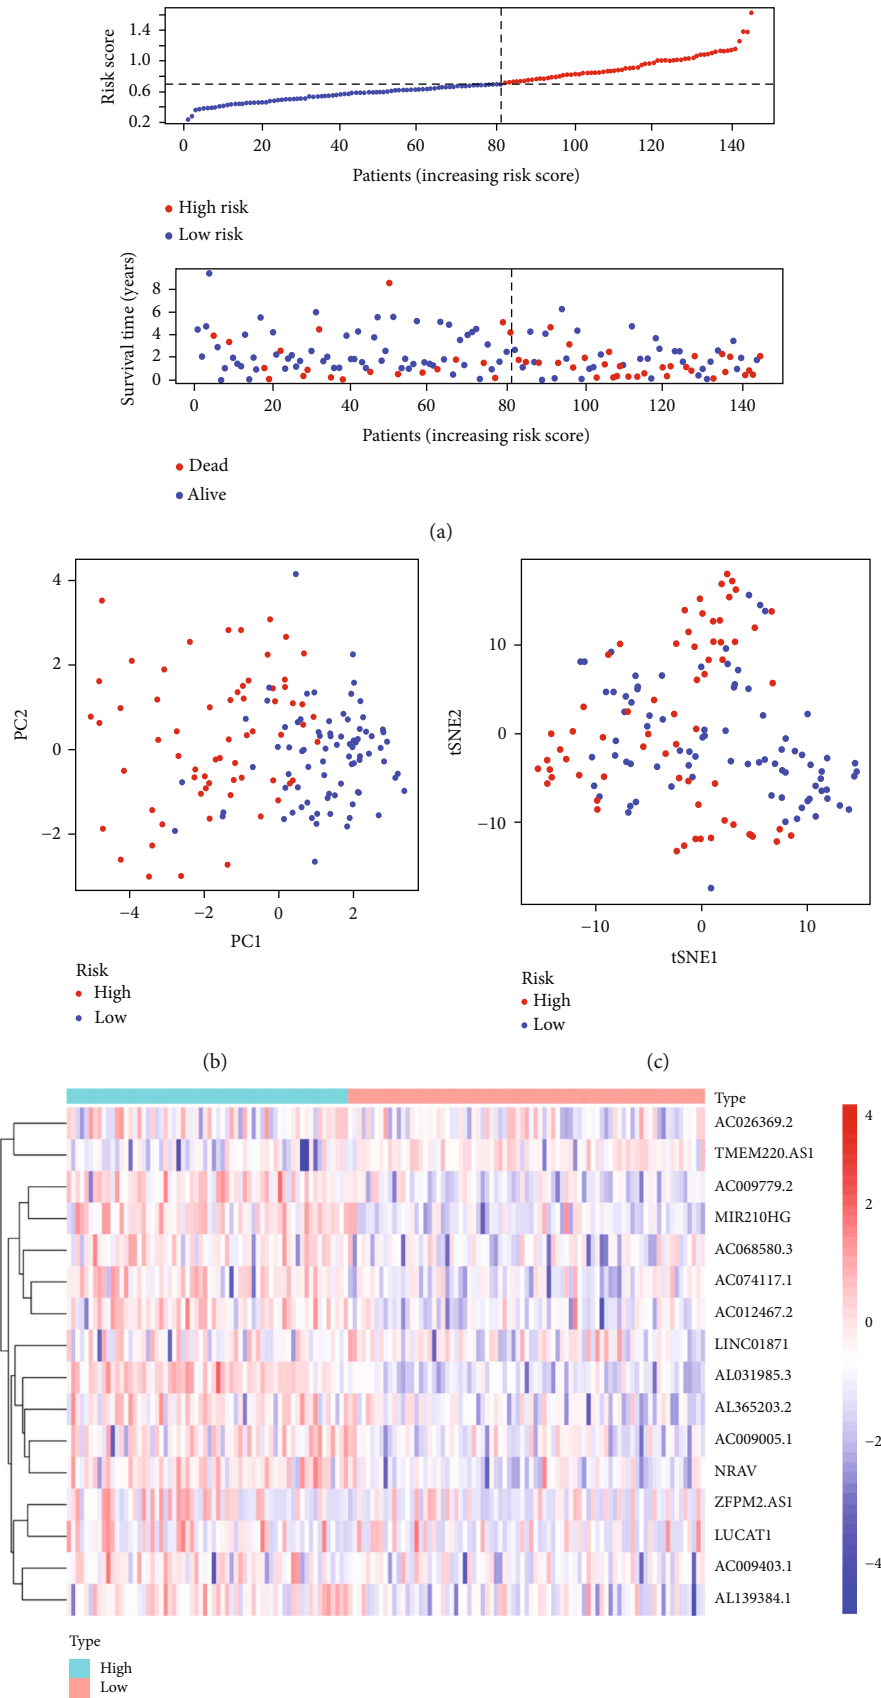 Risk score
1.4
1.0
0.6
0.2
0 20 40 60 80 100 120 140
Patients (increasing risk score)
High risk
Low risk
Survival time (years)
8
6
4
2
0
0 20 40 60 80 100 120 140
Patients (increasing risk score)
Dead
Alive
(a)
PC2
4
2
0
−2
−4 −2 0 2
PC1
Risk
High
Low
(b)
tSNE2
10
0
−10
−10 0 10
tSNE1
Risk
High
Low
(c)
Type
AC026369.2
TMEM220.AS1
AC009779.2
MIR210HG
AC068580.3
AC074117.1
AC012467.2
LINC01871
AL031985.3
AL365203.2
AC009005.1
NRAV
ZFPM2.AS1
LUCAT1
AC009403.1
AL139384.1
4
2
0
−2
−4
Type
High
Low